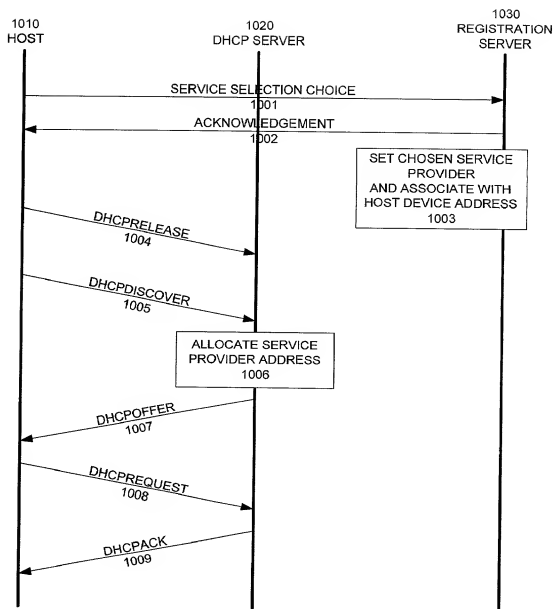 1010
HOST
1020
DHCP SERVER
1030
REGISTRATION
SERVER
SERVICE SELECTION CHOICE
1001
ACKNOWLEDGEMENT
1002
SET CHOSEN SERVICE
PROVIDER
AND ASSOCIATE WITH
HOST DEVICE ADDRESS
1003
DHCPRELEASE
1004
DHCPDISCOVER
1005
ALLOCATE SERVICE
PROVIDER ADDRESS
1006
DHCPOFFER
1007
DHCPREQUEST
1008
DHCPACK
1009